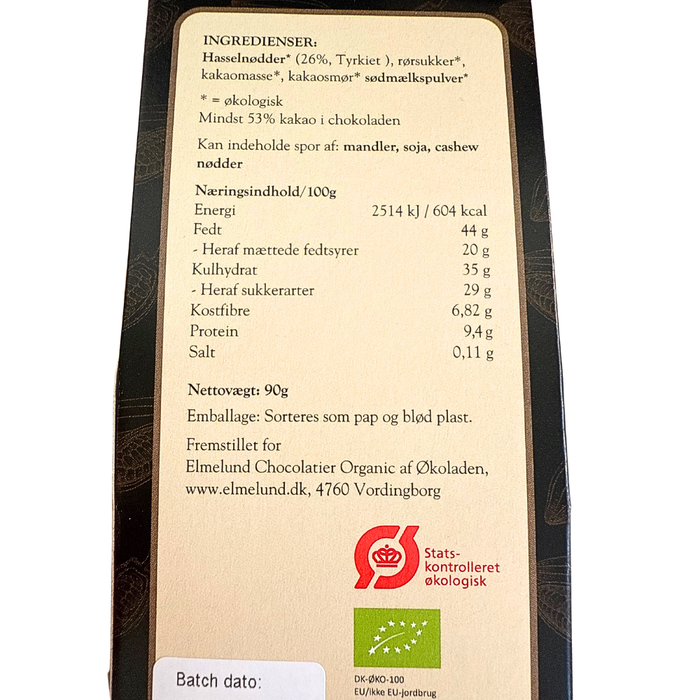 INGREDIENSER:
Hasselnødder* (26%, Tyrkiet ), rørsukker*,
kakaomasse*, kakaosmør* sødmælkspulver*
* = økologisk
Mindst 53% kakao i chokoladen
Kan indeholde spor af: mandler, soja, cashew
nødder
Næringsindhold/100g
Energi 2514 kJ / 604 kcal
Fedt 44 g
- Heraf mættede fedtsyrer 20 g
Kulhydrat 35 g
- Heraf sukkerarter 29 g
Kostfibre 6,82 g
Protein 9,4 g
Salt 0,11 g
Nettovægt: 90g
Emballage: Sorteres som pap og blød plast.
Fremstillet for
Elmelund Chocolatier Organic af Økoladen,
www.elmelund.dk, 4760 Vordingborg
Ø
Stats-
kontrolleret
økologisk
DK-ØKO-100
EU/ikke EU-jordbrug
Batch dato: